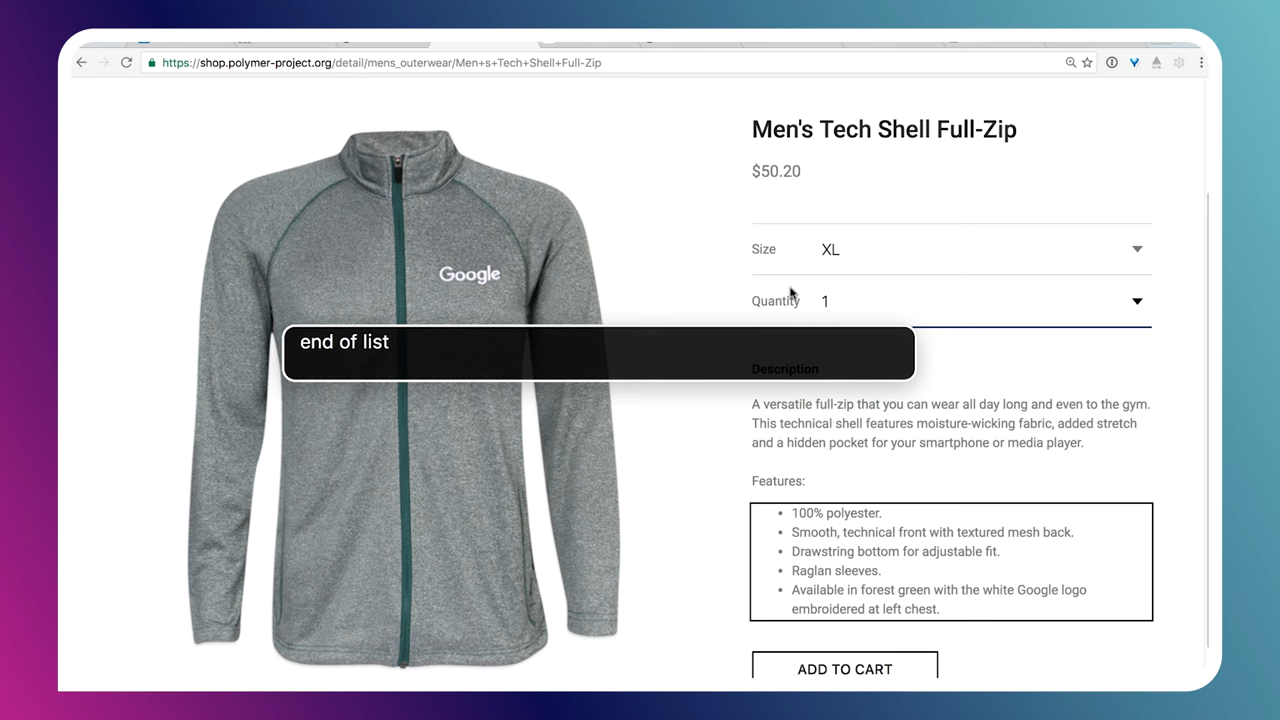 https://shop.polymer-project.org/detail/mens_outerwear/Men+s+Tech+Shell+Full-Zip
Men's Tech Shell Full-Zip
$50.20
Size XL
Google
Quantity 1
end of list
Description
A versatile full-zip that you can wear all day long and even to the gym.
This technical shell features moisture-wicking fabric, added stretch
and a hidden pocket for your smartphone or media player.
Features:
• 100% polyester.
• Smooth, technical front with textured mesh back.
• Drawstring bottom for adjustable fit.
• Raglan sleeves.
• Available in forest green with the white Google logo
embroidered at left chest.
ADD TO CART